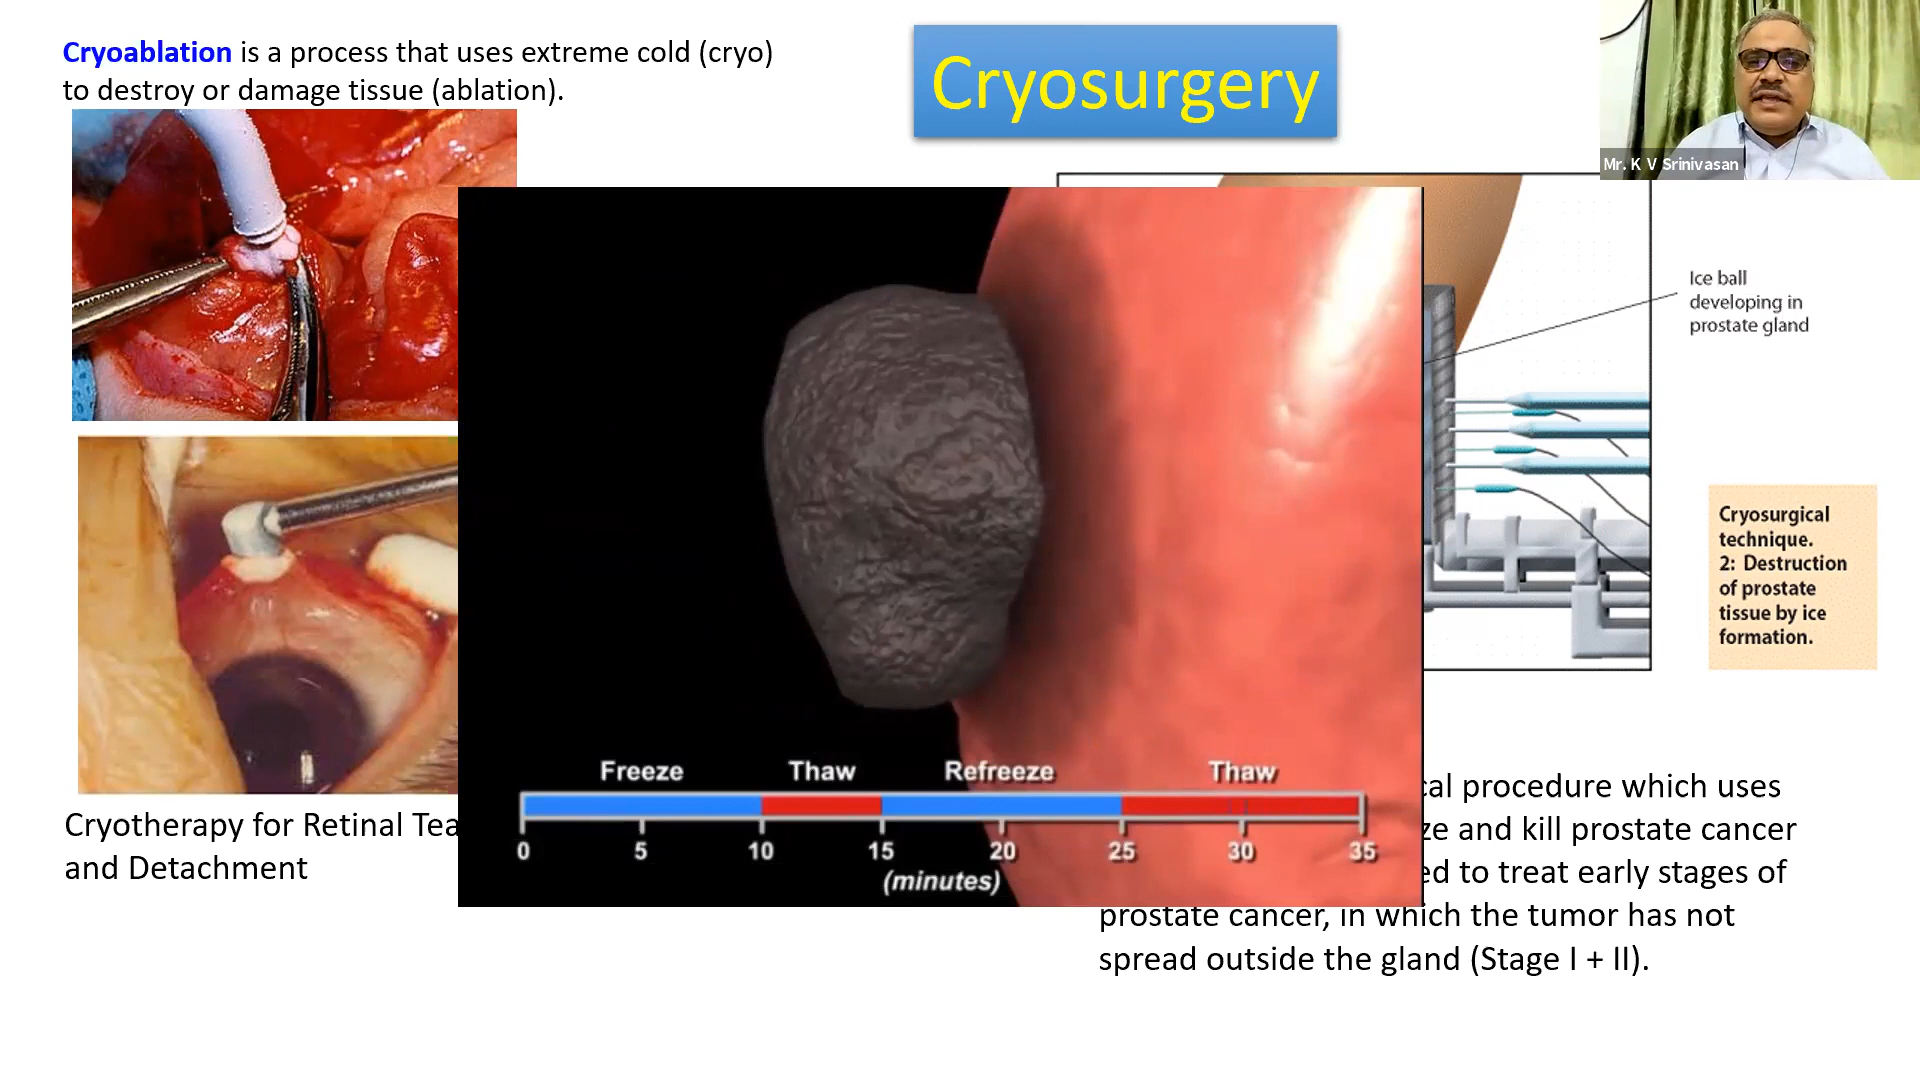 Cryoablation is a process that uses extreme cold (cryo)
to destroy or damage tissue (ablation).
Cryosurgery
Mr. K V Srinivasan
Ice ball
developing in
prostate gland
Cryosurgical
technique.
2: Destruction
of prostate
tissue by ice
formation.
Freeze Thaw Refreeze Thaw
0 5 10 15 20 25 30 35
(minutes)
Cryotherapy for Retinal
and Detachment
procedure which uses
and kill prostate cancer
to treat early stages of
prostate cancer, in which the tumor has not
spread outside the gland (Stage I + II).